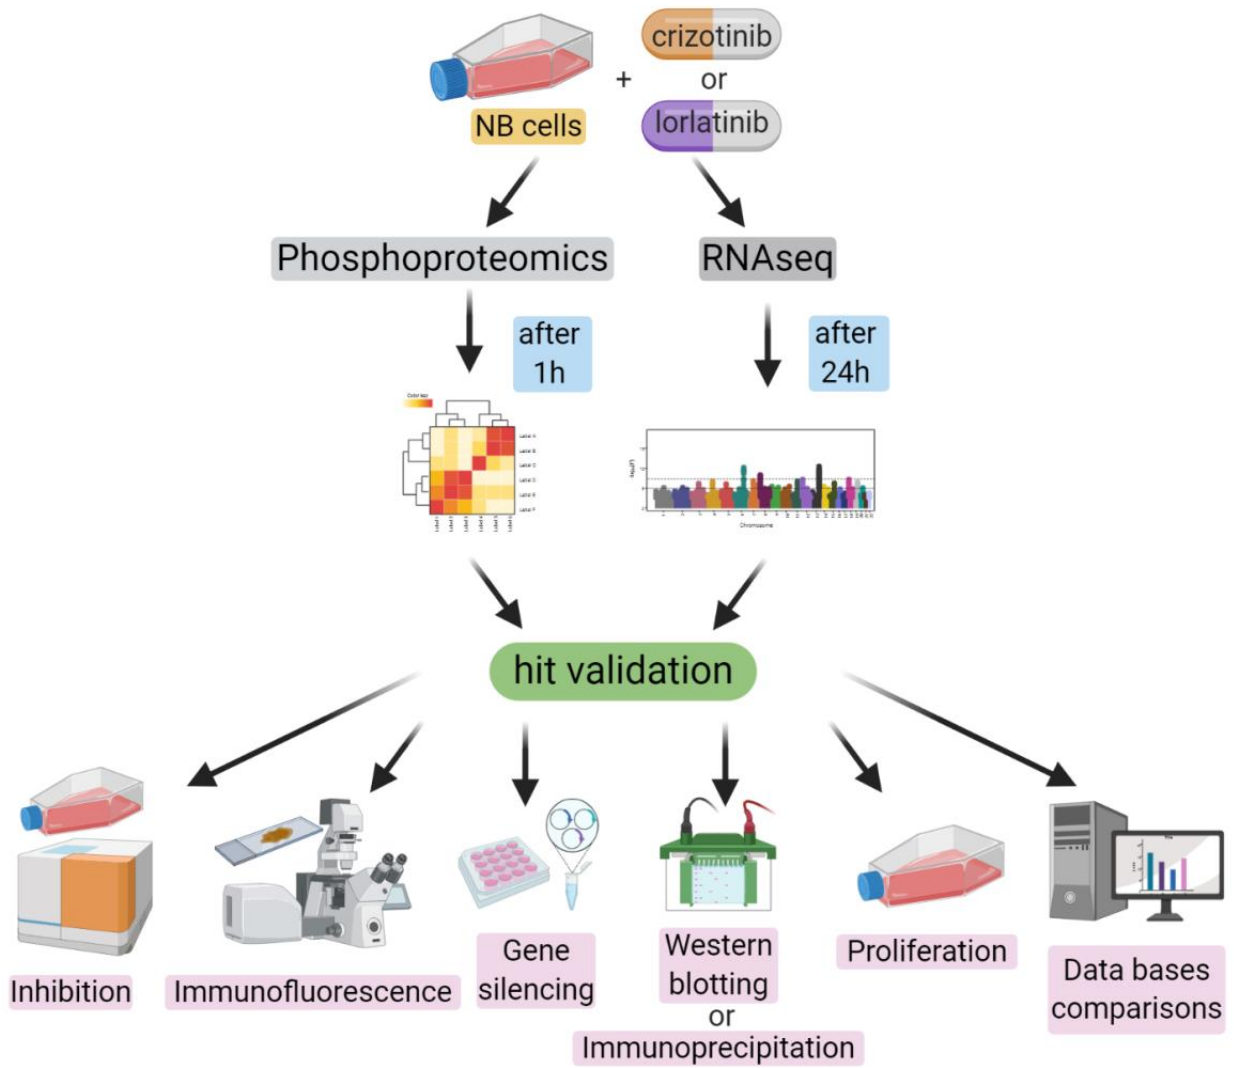 crizotinib
+
or
lorlatinib
NB cells
Phosphoproteomics
RNAseq
after
1h
after
24h
Chromosome
hit validation
Inhibition
Immunofluorescence
Gene
silencing
Western
blotting
or
Immunoprecipitation
Proliferation
Data bases
comparisons